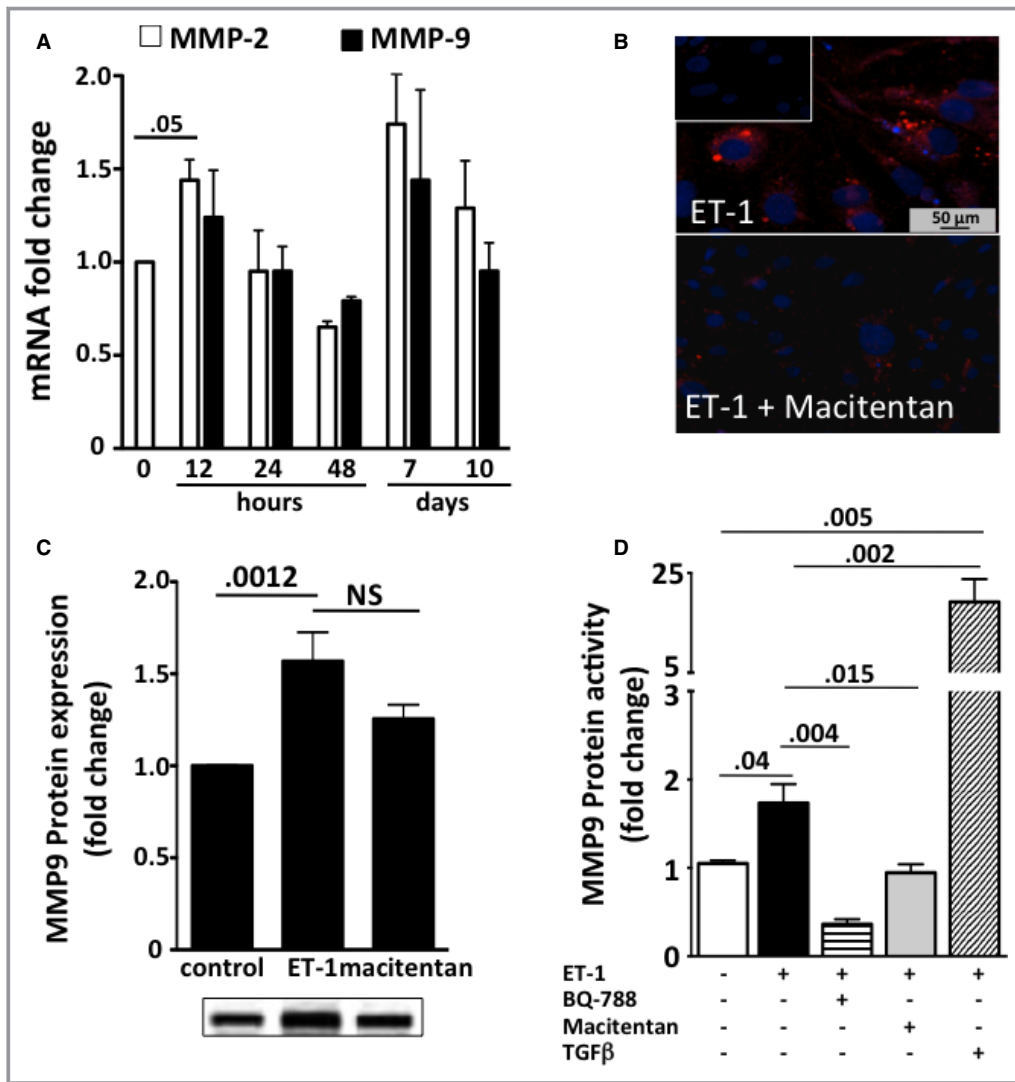 A
MMP-2 MMP-9
mRNA fold change
2.0
1.5
1.0
0.5
0
.05
0 12 24 48 7 10
hours days
B
ET-1
50 µm
ET-1 + Macitentan
C
MMP9 Protein expression
(fold change)
2.0
1.5
1.0
0.5
0
.0012
NS
control ET-1macitentan
D
MMP9 Protein activity
(fold change)
25
5
3
2
1
0
.005
.002
.015
.004
.04
ET-1 - + + + +
BQ-788 - - + - -
Macitentan - - - + -
TGFβ - - - - +